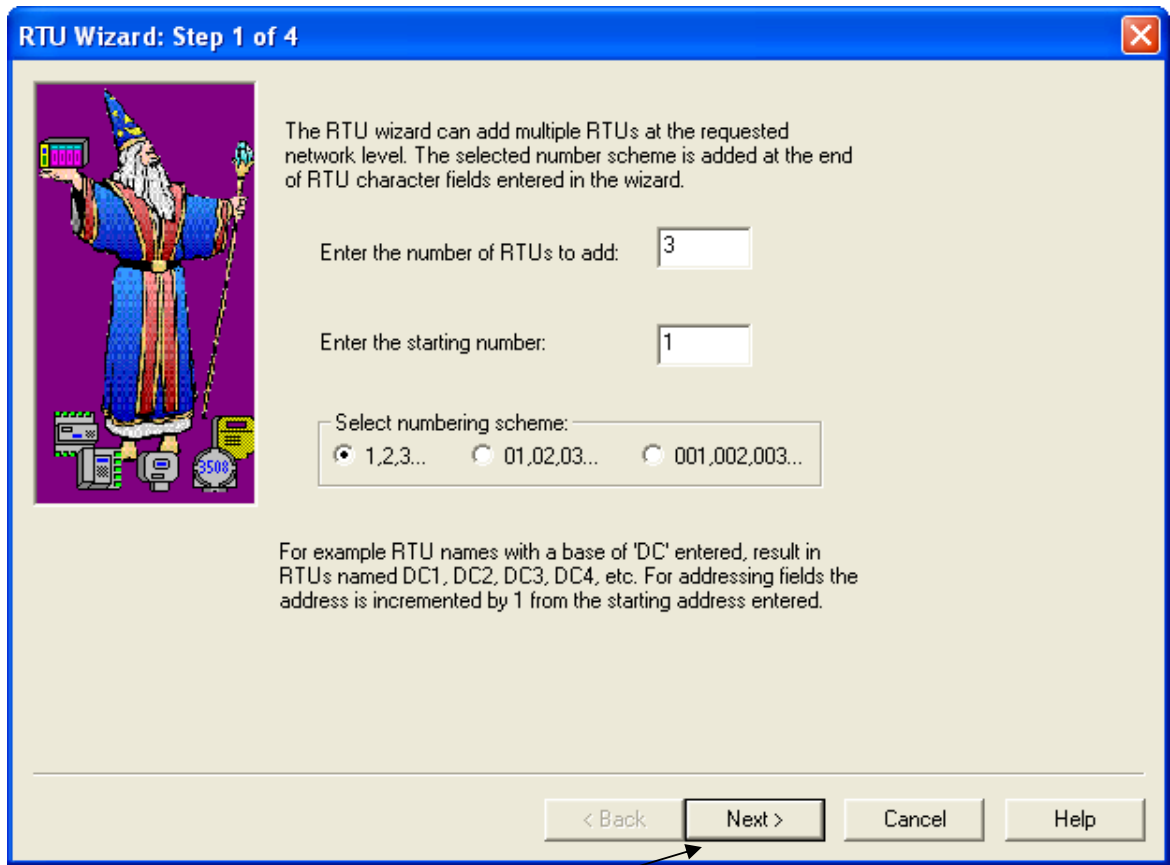 RTU Wizard: Step 1 of 4
The RTU wizard can add multiple RTUs at the requested
network level. The selected number scheme is added at the end
of RTU character fields entered in the wizard.
Enter the number of RTUs to add: 3
Enter the starting number: 1
Select numbering scheme:
1,2,3... 01,02,03... 001,002,003...
3508
For example RTU names with a base of 'DC' entered, result in
RTUs named DC1, DC2, DC3, DC4, etc. For addressing fields the
address is incremented by 1 from the starting address entered.
< Back Next > Cancel Help